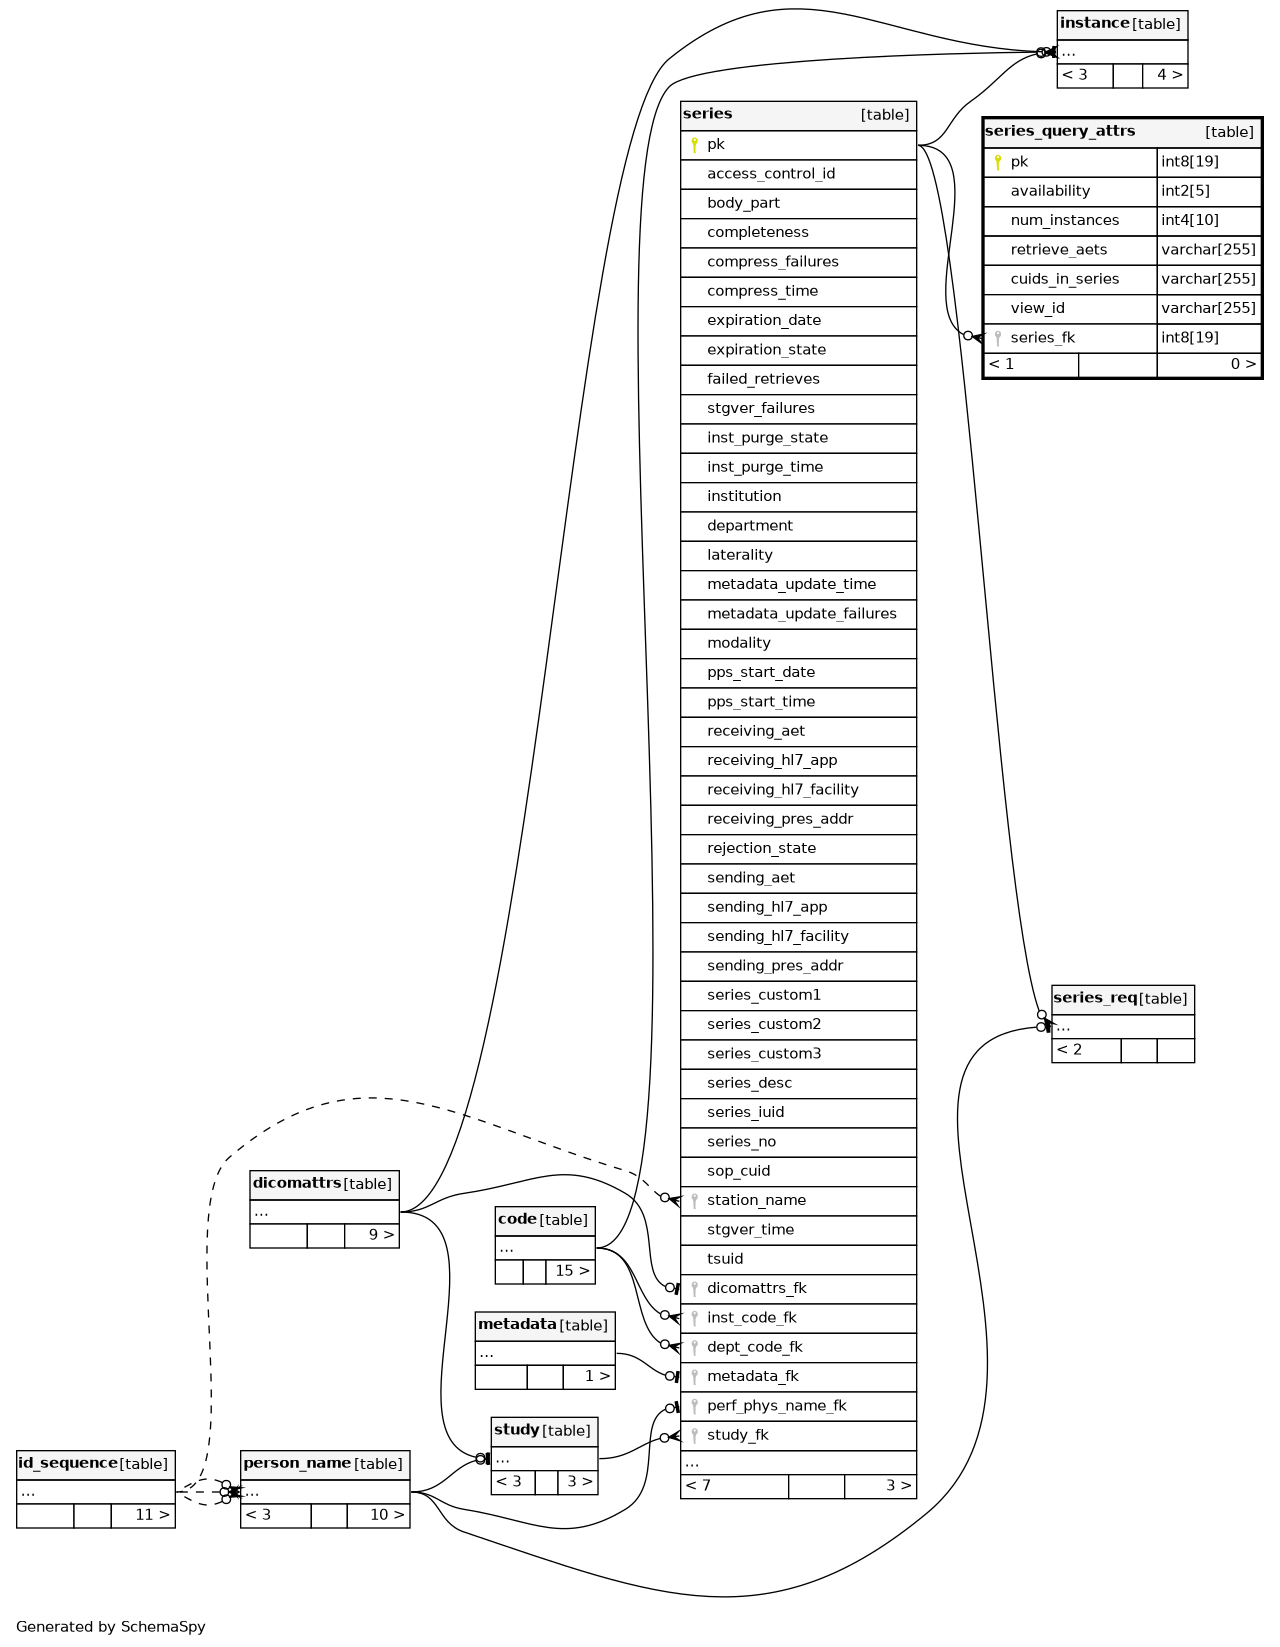 instance [table]
...
< 3 4 >
series [table]
pk
access_control_id
body_part
completeness
compress_failures
compress_time
expiration_date
expiration_state
failed_retrieves
stgver_failures
inst_purge_state
inst_purge_time
institution
department
laterality
metadata_update_time
metadata_update_failures
modality
pps_start_date
pps_start_time
receiving_aet
receiving_hl7_app
receiving_hl7_facility
receiving_pres_addr
rejection_state
sending_aet
sending_hl7_app
sending_hl7_facility
sending_pres_addr
series_custom1
series_custom2
series_custom3
series_desc
series_iuid
series_no
sop_cuid
station_name
stgver_time
tsuid
dicomattrs_fk
inst_code_fk
dept_code_fk
metadata_fk
perf_phys_name_fk
study_fk
...
< 7 3 >
series_query_attrs [table]
pk int8[19]
availability int2[5]
num_instances int4[10]
retrieve_aets varchar[255]
cuids_in_series varchar[255]
view_id varchar[255]
series_fk int8[19]
< 1 0 >
series_req [table]
...
< 2
dicomattrs [table]
...
9 >
code [table]
...
15 >
metadata [table]
...
1 >
study [table]
...
< 3 3 >
id_sequence [table]
...
11 >
person_name [table]
...
< 3 10 >
Generated by SchemaSpy